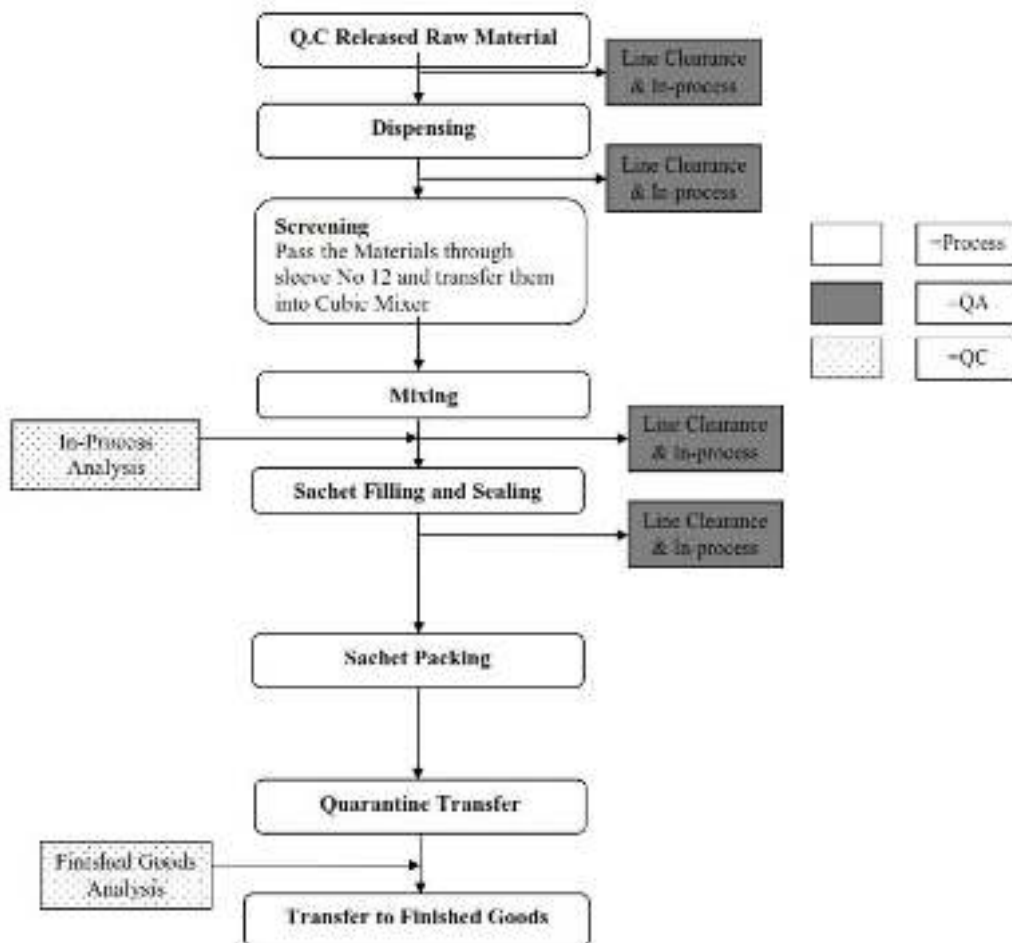 Q.C Released Raw Material
Line Clearance
& In-process
Dispensing
Line Clearance
& In-process
Screening
Pass the Materials through
sleeve No 12 and transfer them
into Cubic Mixer
=Process
=QA
=QC
Mixing
In-Process
Analysis
Line Clearance
& In-process
Sachet Filling and Sealing
Line Clearance
& In-process
Sachet Packing
Quarantine Transfer
Finished Goods
Analysis
Transfer to Finished Goods